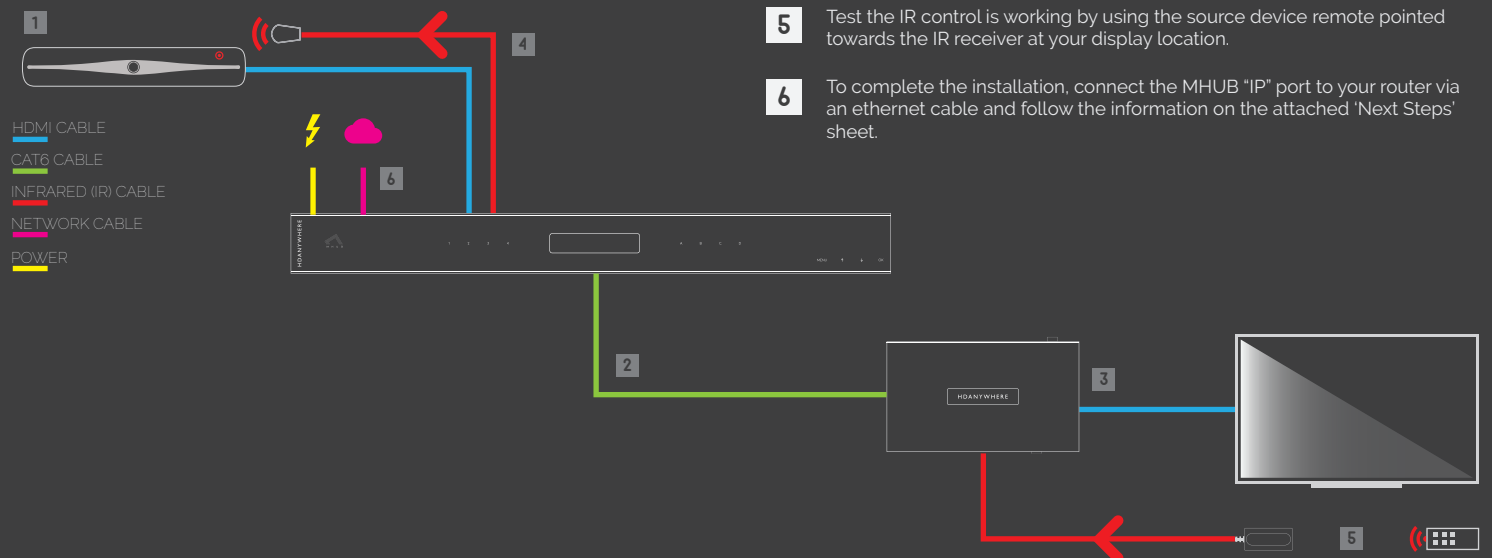 1
4
5
Test the IR control is working by using the source device remote pointed
towards the IR receiver at your display location.
6
To complete the installation, connect the MHUB “IP” port to your router via
an ethernet cable and follow the information on the attached ‘Next Steps’
sheet.
HDMI CABLE
CAT6 CABLE
INFRARED (IR) CABLE
NETWORK CABLE
POWER
6
HDANYWHERE
MHUB
1 2 3 4
A B C D
MENU
OK
2
3
HDANYWHERE
5